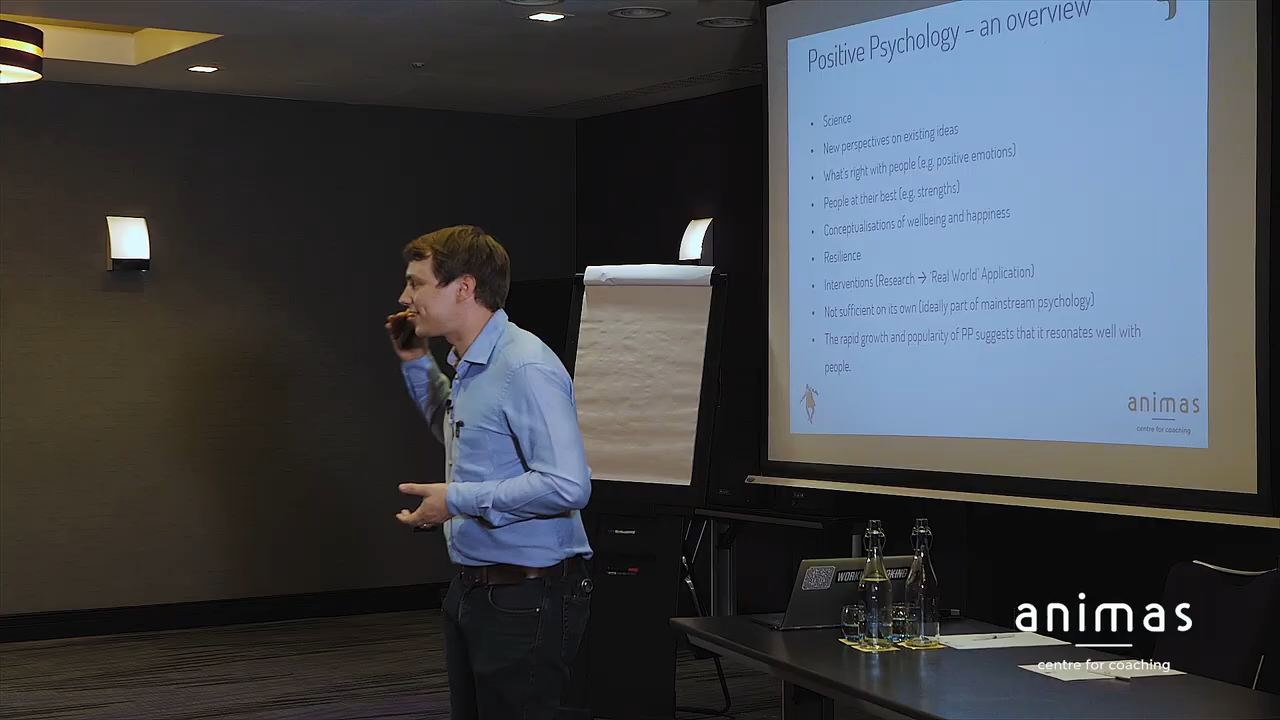 Positive Psychology – an overview
• Science
• New perspectives on existing ideas
• What's right with people (e.g. positive emotions)
• People at their best (e.g. strengths)
• Conceptualisations of wellbeing and happiness
• Resilience
• Interventions (Research → 'Real World' Application)
• Not sufficient on its own (ideally part of mainstream psychology)
• The rapid growth and popularity of PP suggests that it resonates well with
people.
animas
centre for coaching
animas
centre for coaching